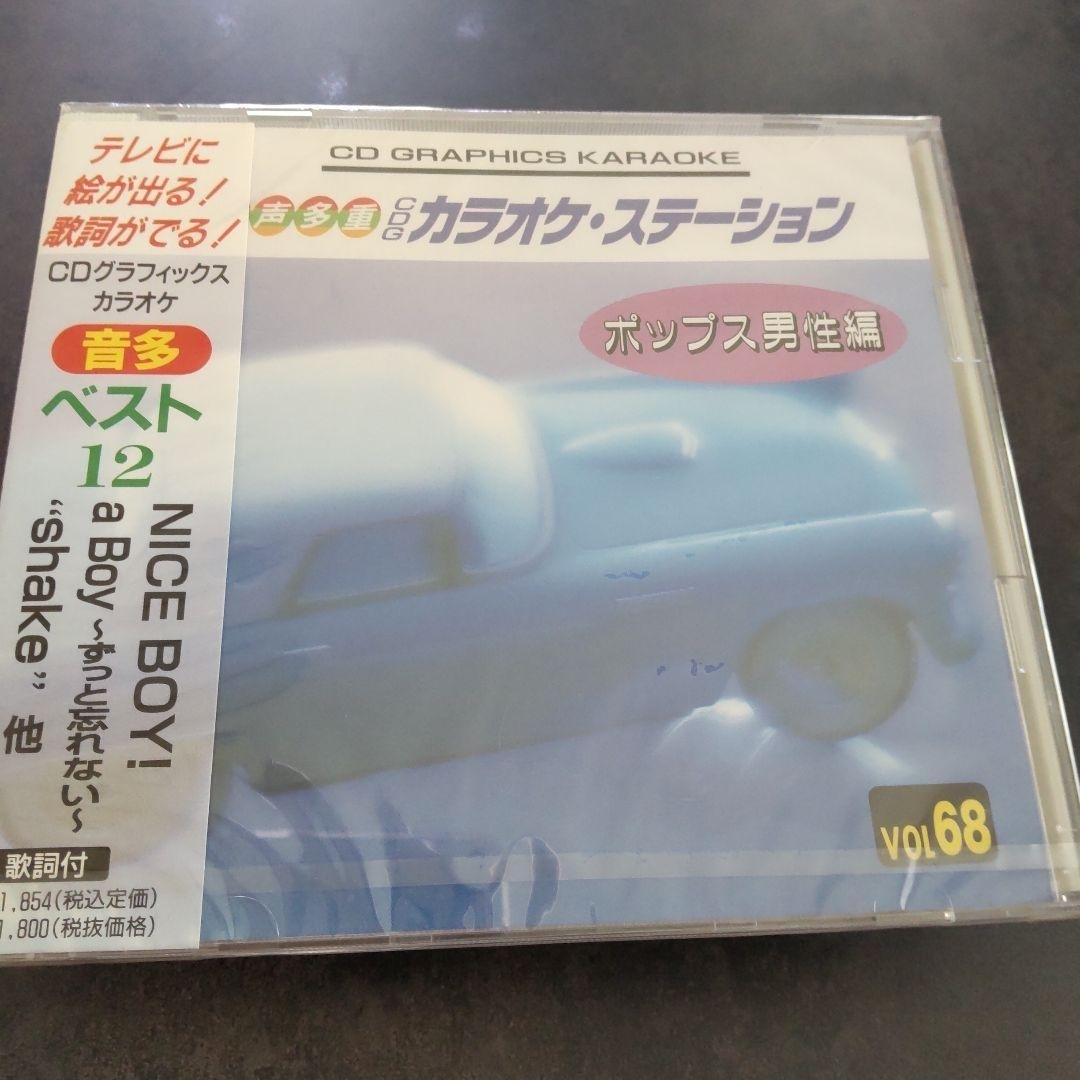 テレビに
絵が出る!
歌詞がでる!
CDグラフィックス
カラオケ
音多
ベスト
12
NICE BOY!
a Boy〜ずっと忘れない〜
"shake" 他
歌詞付
1,854(税込定価)
1,800(税抜価格)
CD GRAPHICS KARAOKE
声多重
CDG
カラオケ・ステーション
ポップス男性編
VOL68